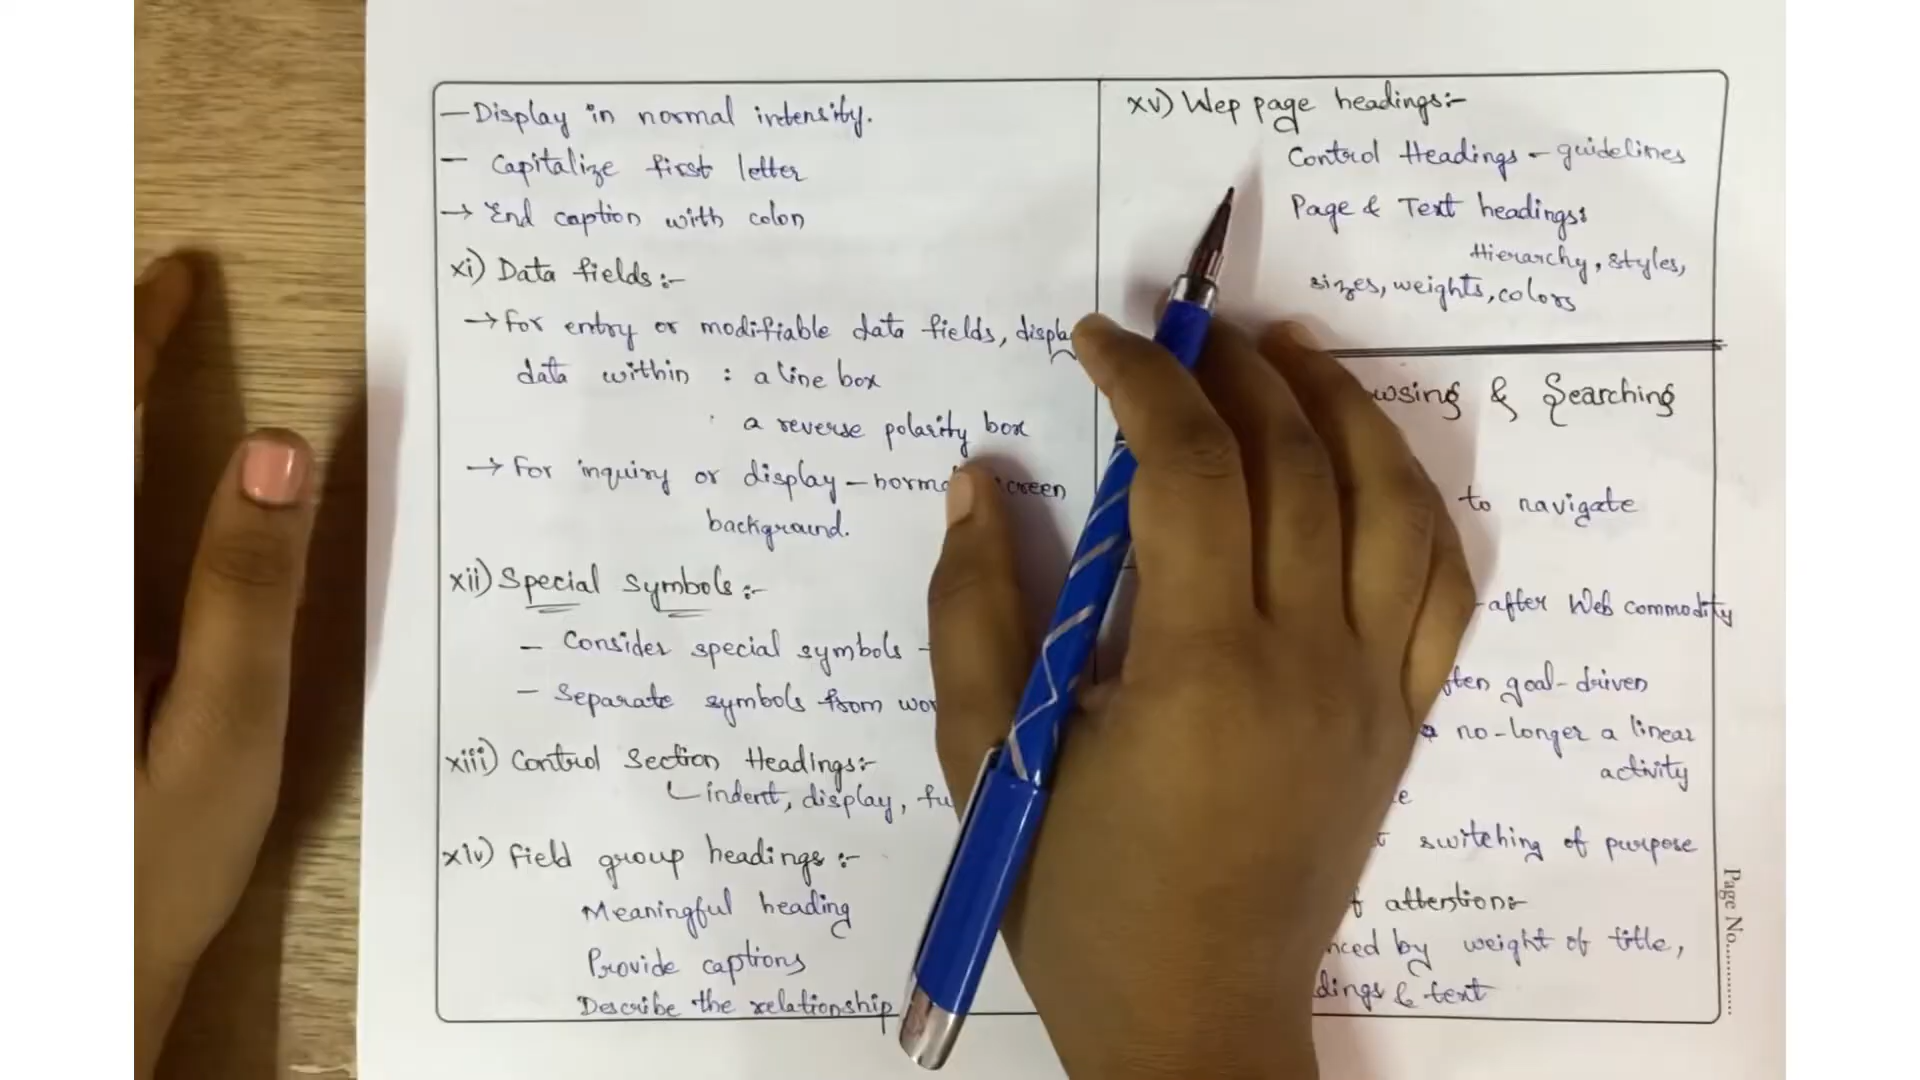 — Display in normal intensity.
— Capitalize first letter
→ End caption with colon
xi) Data fields:-
→ For entry or modifiable data fields,
data within : a line box
a reverse polarity box
→ For inquiry or display –
background.
xii) Special symbols:-
– Consider special symbols –
– Separate symbols from
xiii) Control Section Headings:-
indent, display,
xiv) Field group headings:-
Meaningful heading
Provide captions
Describe the relationship
xv) Wep page headings:-
Control Headings – guidelines
Page & Text headings:
Hierarchy, styles,
sizes, weights, colors
& Searching
to navigate
-after Web commodity
goal-driven
no-longer a linear
activity
switching of purpose
attention:-
by weight of title,
& text
Page No..............